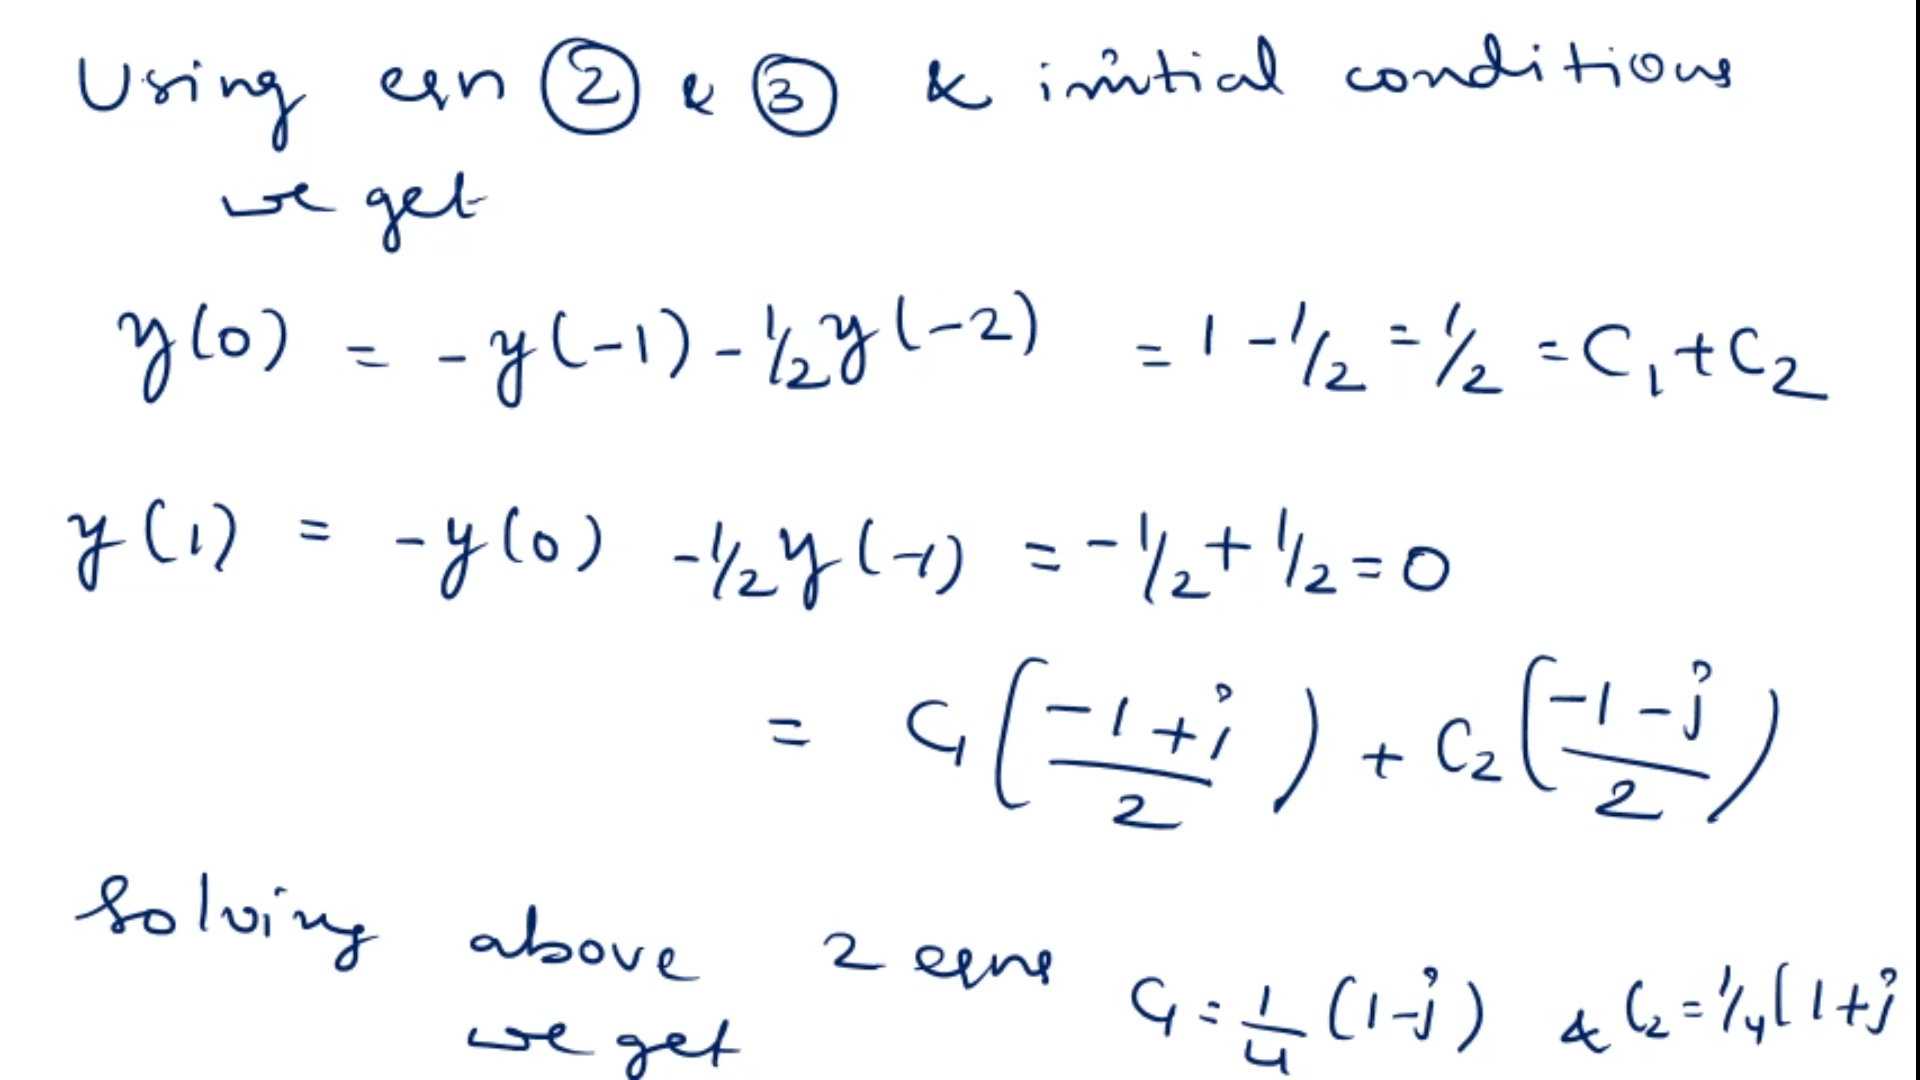 Using eqn ② & ③ & initial conditions
we get
y(0) = -y(-1) - 1/2 y(-2) = 1 - 1/2 = 1/2 = C₁ + C₂
y(1) = -y(0) - 1/2 y(-1) = -1/2 + 1/2 = 0
= C₁((-1+j)/2) + C₂((-1-j)/2)
Solving above 2 eqns C₁ = 1/4 (1-j) & C₂ = 1/4 (1+j
we get